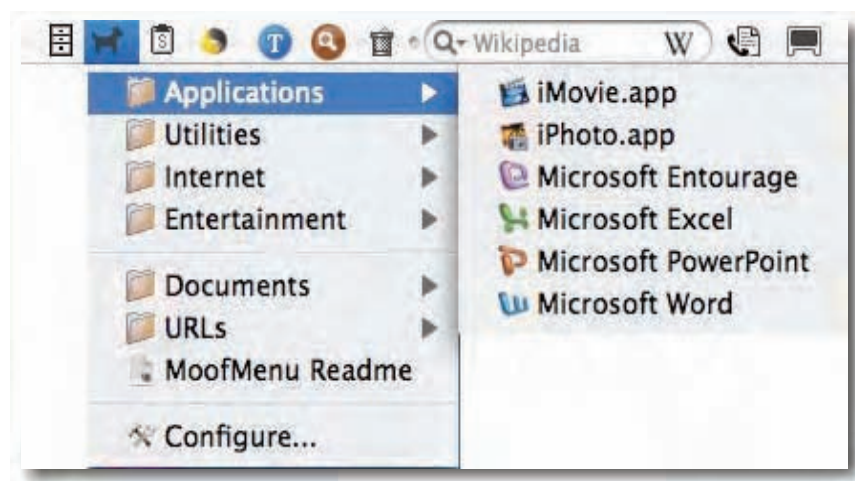 S T Wikipedia W
Applications
Utilities
Internet
Entertainment
Documents
URLs
MoofMenu Readme
Configure...
iMovie.app
iPhoto.app
Microsoft Entourage
Microsoft Excel
Microsoft PowerPoint
Microsoft Word